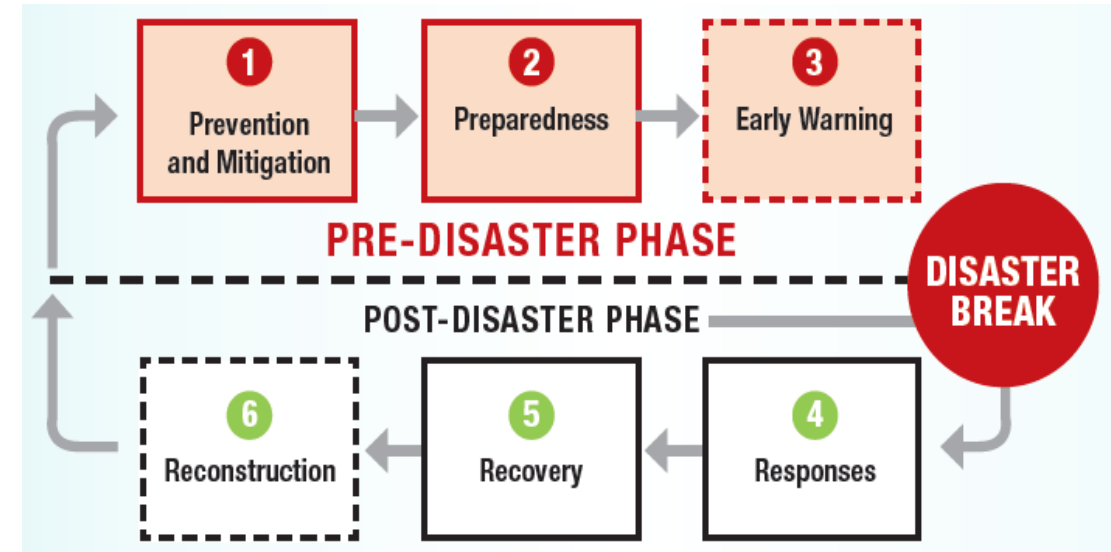 1
Prevention
and Mitigation
2
Preparedness
3
Early Warning
PRE-DISASTER PHASE
DISASTER
BREAK
POST-DISASTER PHASE
6
Reconstruction
5
Recovery
4
Responses